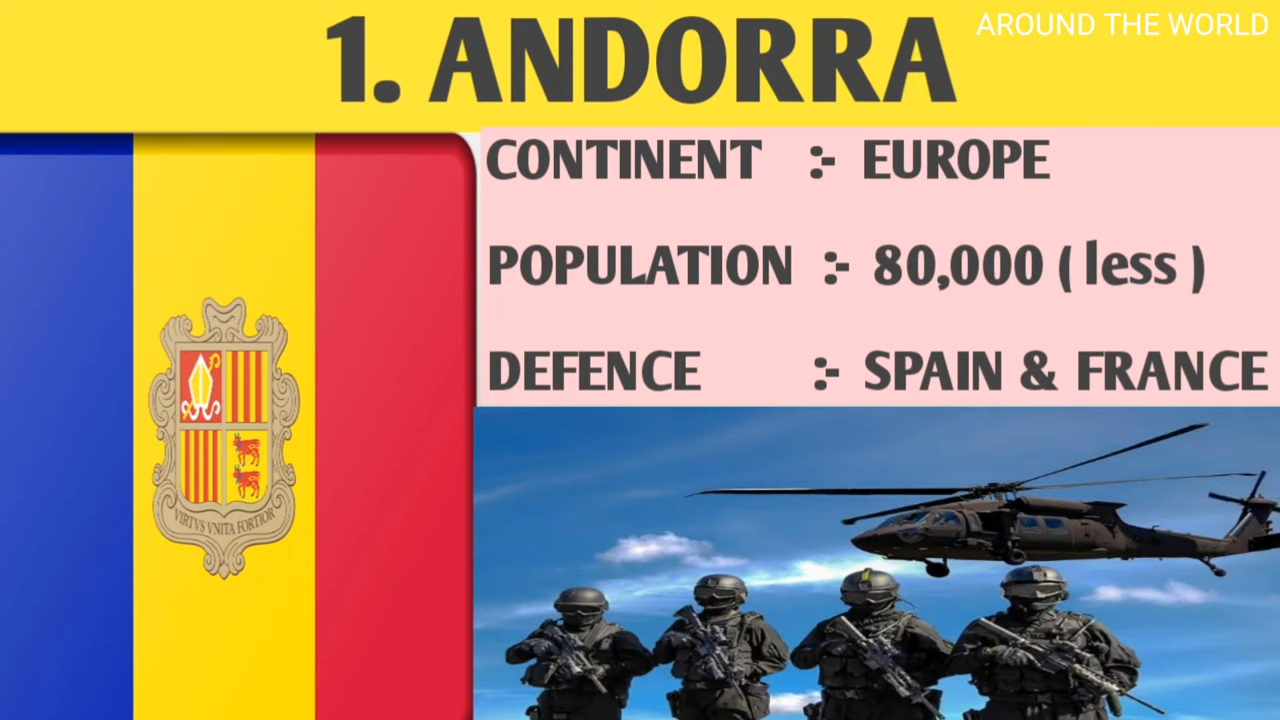 AROUND THE WORLD
1. ANDORRA
CONTINENT :- EUROPE
POPULATION :- 80,000 ( less )
DEFENCE :- SPAIN & FRANCE
VIRTVS VNITA FORTIOR